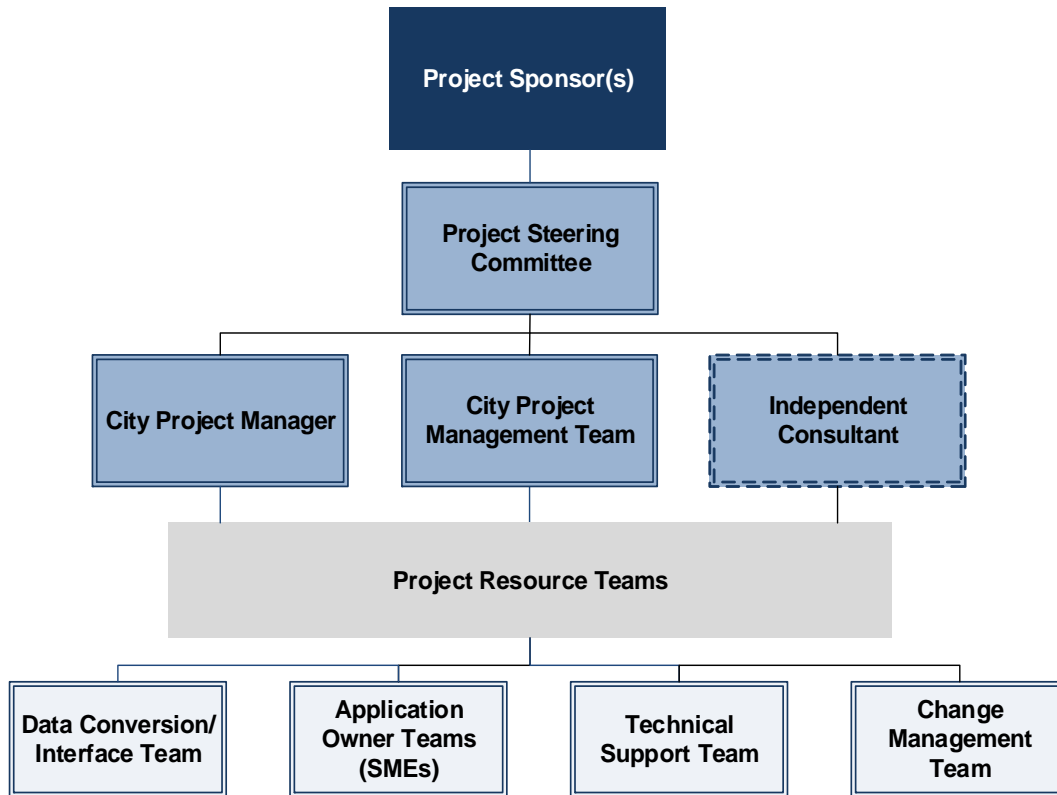 Project Sponsor(s)
Project Steering
Committee
City Project Manager
City Project
Management Team
Independent
Consultant
Project Resource Teams
Data Conversion/
Interface Team
Application
Owner Teams
(SMEs)
Technical
Support Team
Change
Management
Team